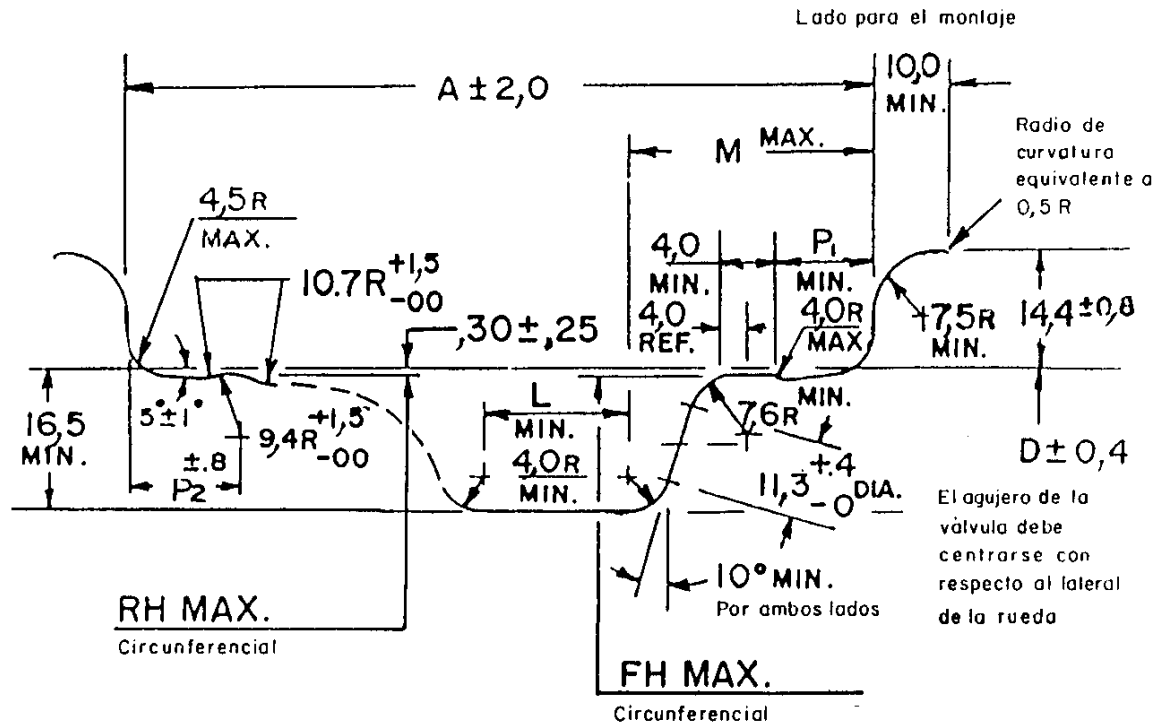 Lado para el montaje
A ± 2,0
10,0
MIN.
M MAX.
Radio de
curvatura
equivalente a
0,5 R
4,5 R
MAX.
4,0
MIN.
P₁
MIN.
10.7R +1,5
-00
,30 ± ,25
4,0
REF.
4,0R
MAX
7,5R
MIN.
14,4 ±0,8
16,5
MIN.
5° ± 1°
9,4R +1,5
-00
±.8
P₂
L
MIN.
4,0R
MIN.
7,6R
MIN.
11,3 +.4
-0 DIA.
D ± 0,4
El agujero de la
válvula debe
centrarse con
respecto al lateral
de la rueda
10° MIN.
Por ambos lados
RH MAX.
Circunferencial
FH MAX.
Circunferencial